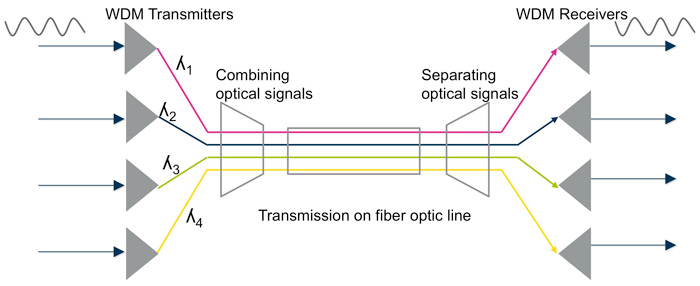 WDM Transmitters
WDM Receivers
λ1
Combining
optical signals
Separating
optical signals
λ2
λ3
λ4
Transmission on fiber optic line